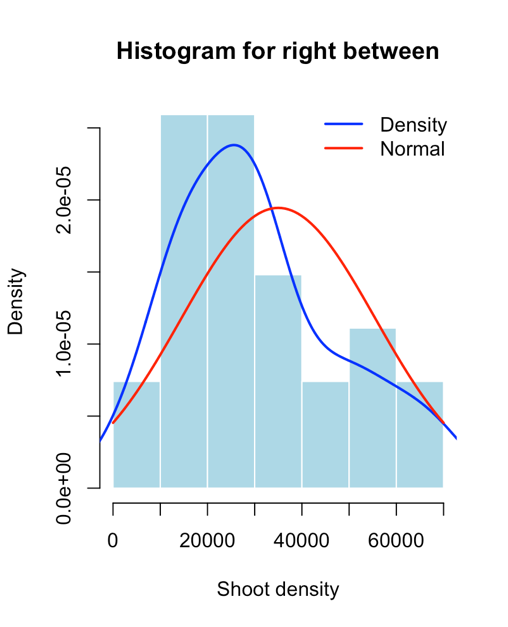 Histogram for right between
Density
Normal
Density
0.0e+00
1.0e-05
2.0e-05
0
20000
40000
60000
Shoot density